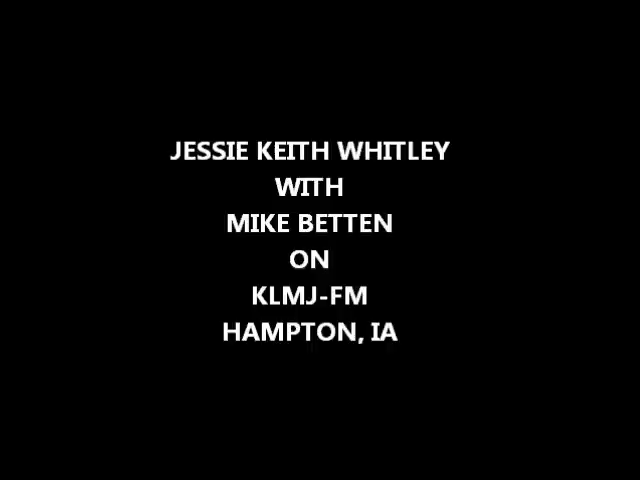 JESSIE KEITH WHITLEY
WITH
MIKE BETTEN
ON
KLMJ-FM
HAMPTON, IA